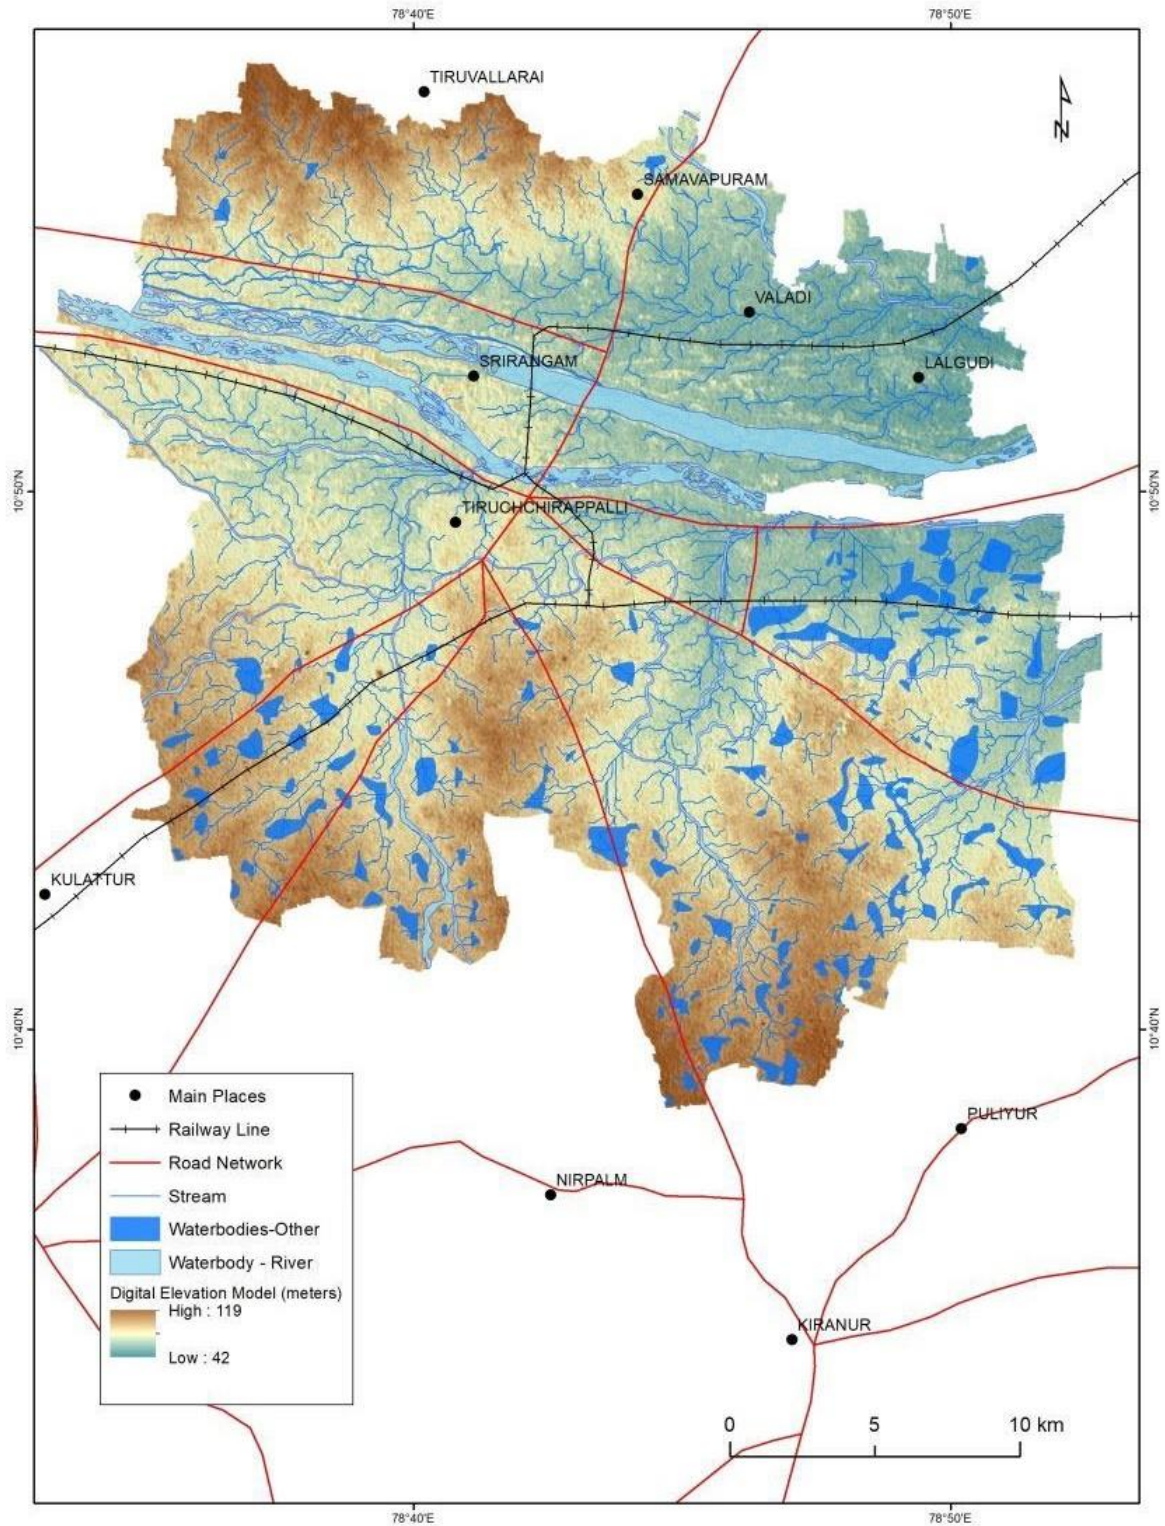 78°40'E
78°50'E
TIRUVALLARAI
N
SAMAVAPURAM
VALADI
SRIRANGAM
LALGUDI
10°50'N
10°50'N
TIRUCHCHIRAPPALLI
KULATTUR
10°40'N
10°40'N
Main Places
Railway Line
Road Network
Stream
Waterbodies-Other
Waterbody - River
Digital Elevation Model (meters)
High : 119
Low : 42
PULIYUR
NIRPALM
KIRANUR
0 5 10 km
78°40'E
78°50'E